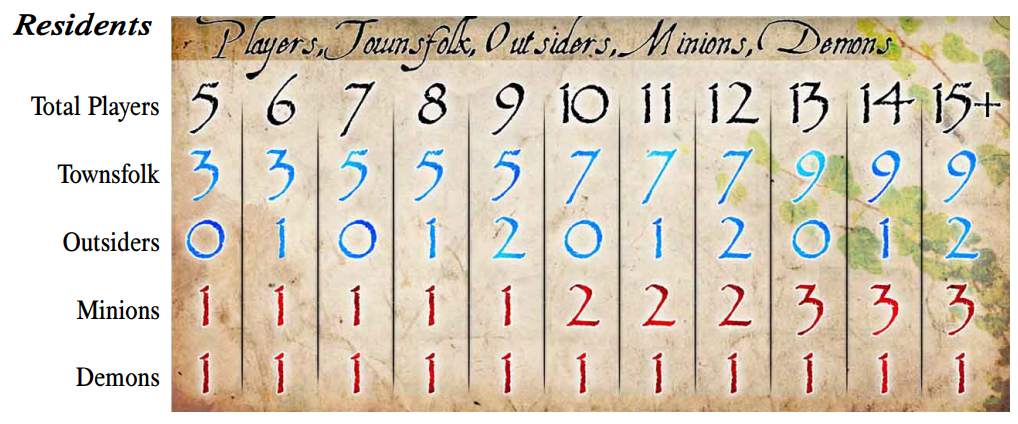 Residents
Players, Townsfolk, Outsiders, Minions, Demons
Total Players 5 6 7 8 9 10 11 12 13 14 15+
Townsfolk 3 3 5 5 5 7 7 7 9 9 9
Outsiders 0 1 0 1 2 0 1 2 0 1 2
Minions 1 1 1 1 1 2 2 2 3 3 3
Demons 1 1 1 1 1 1 1 1 1 1 1